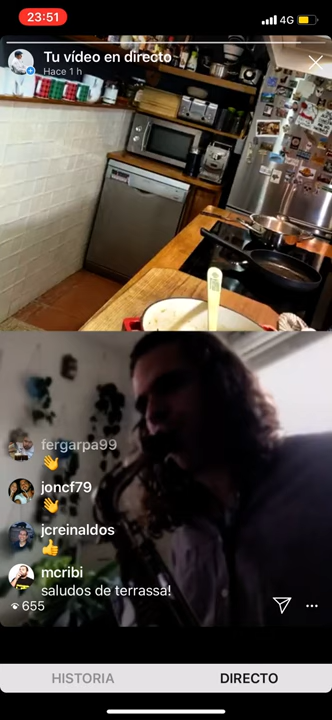 23:51
4G
Tu vídeo en directo
Hace 1 h
fergarpa99
👋
joncf79
👋
jcreinaldos
👍
mcribi
saludos de terrassa!
655
HISTORIA
DIRECTO